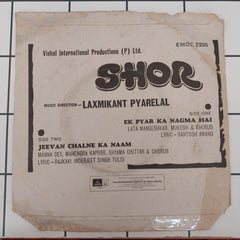 Vishal International Productions (P) Ltd.
EMOE 2225
SHOR
MUSIC DIRECTOR— LAXMIKANT PYARELAL
SIDE ONE
EK PYAR KA NAGMA HAI
LATA MANGESHKAR, MUKESH & CHORUS
LYRIC—SANTOSH ANAND
SIDE TWO
JEEVAN CHALNE KA NAAM
MANNA DEY, MAHENDRA KAPOOR, SHYAMA CHITTAR & CHORUS
LYRIC—RAJKAVI INDERJEET SINGH TULSI